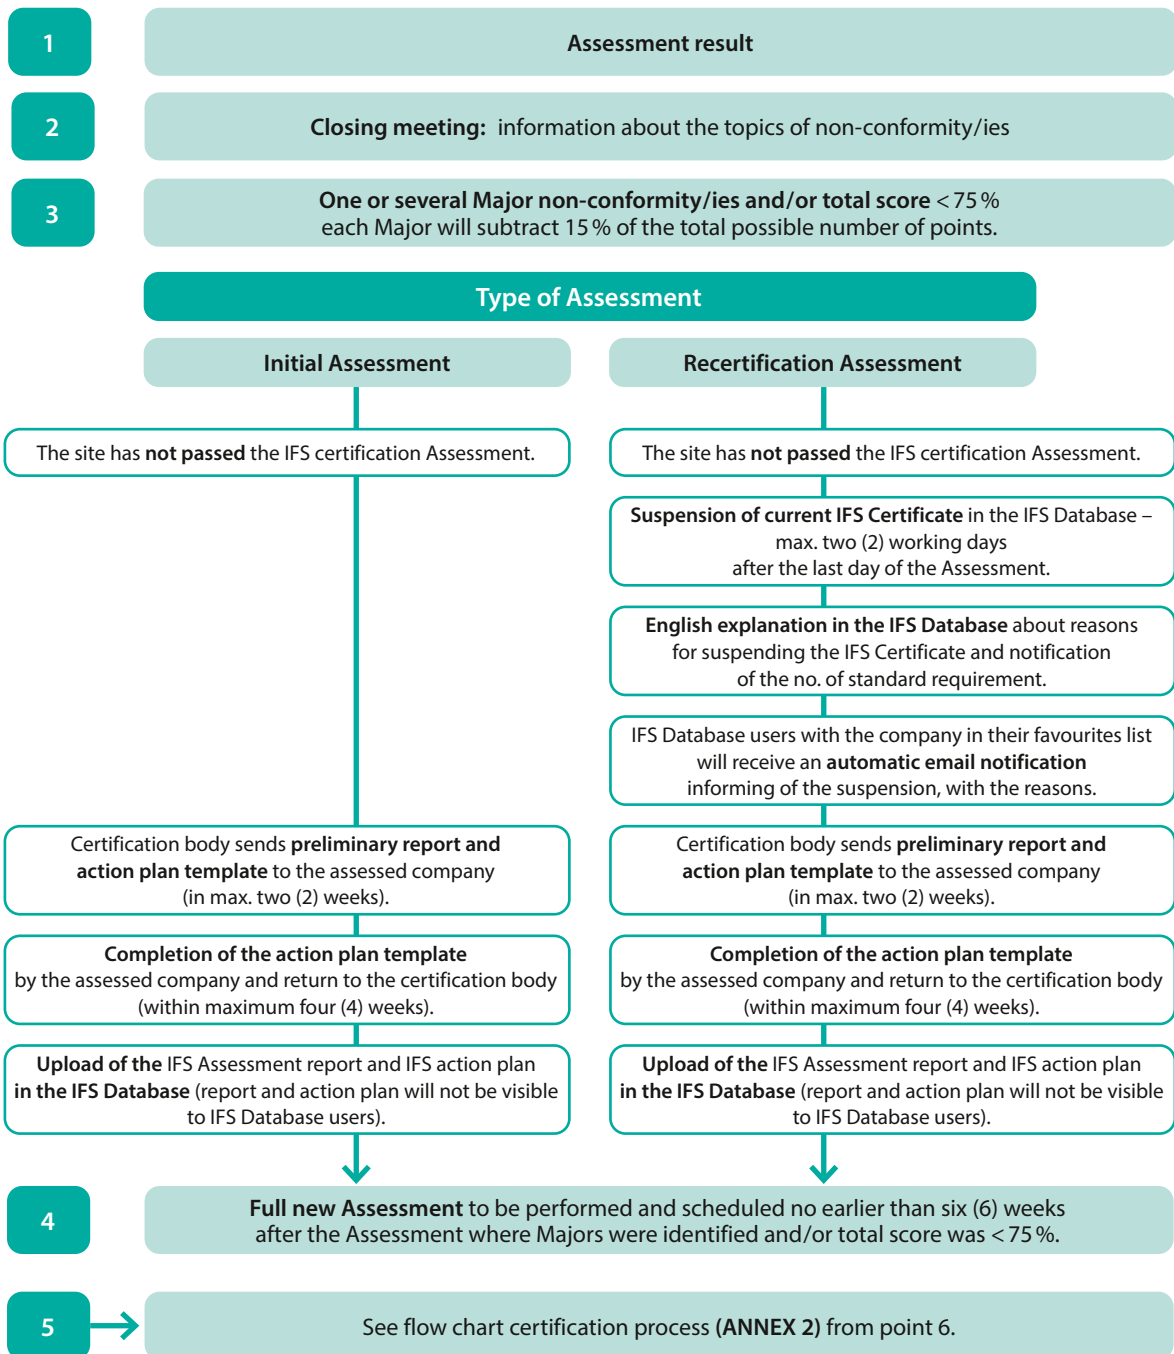 1
Assessment result
2
Closing meeting: information about the topics of non-conformity/ies
3
One or several Major non-conformity/ies and/or total score < 75 %
each Major will subtract 15 % of the total possible number of points.
Type of Assessment
Initial Assessment
The site has not passed the IFS certification Assessment.
Certification body sends preliminary report and
action plan template to the assessed company
(in max. two (2) weeks).
Completion of the action plan template
by the assessed company and return to the certification body
(within maximum four (4) weeks).
Upload of the IFS Assessment report and IFS action plan
in the IFS Database (report and action plan will not be visible
to IFS Database users).
Recertification Assessment
The site has not passed the IFS certification Assessment.
Suspension of current IFS Certificate in the IFS Database –
max. two (2) working days
after the last day of the Assessment.
English explanation in the IFS Database about reasons
for suspending the IFS Certificate and notification
of the no. of standard requirement.
IFS Database users with the company in their favourites list
will receive an automatic email notification
informing of the suspension, with the reasons.
Certification body sends preliminary report and
action plan template to the assessed company
(in max. two (2) weeks).
Completion of the action plan template
by the assessed company and return to the certification body
(within maximum four (4) weeks).
Upload of the IFS Assessment report and IFS action plan
in the IFS Database (report and action plan will not be visible
to IFS Database users).
4
Full new Assessment to be performed and scheduled no earlier than six (6) weeks
after the Assessment where Majors were identified and/or total score was < 75 %.
5
See flow chart certification process (ANNEX 2) from point 6.